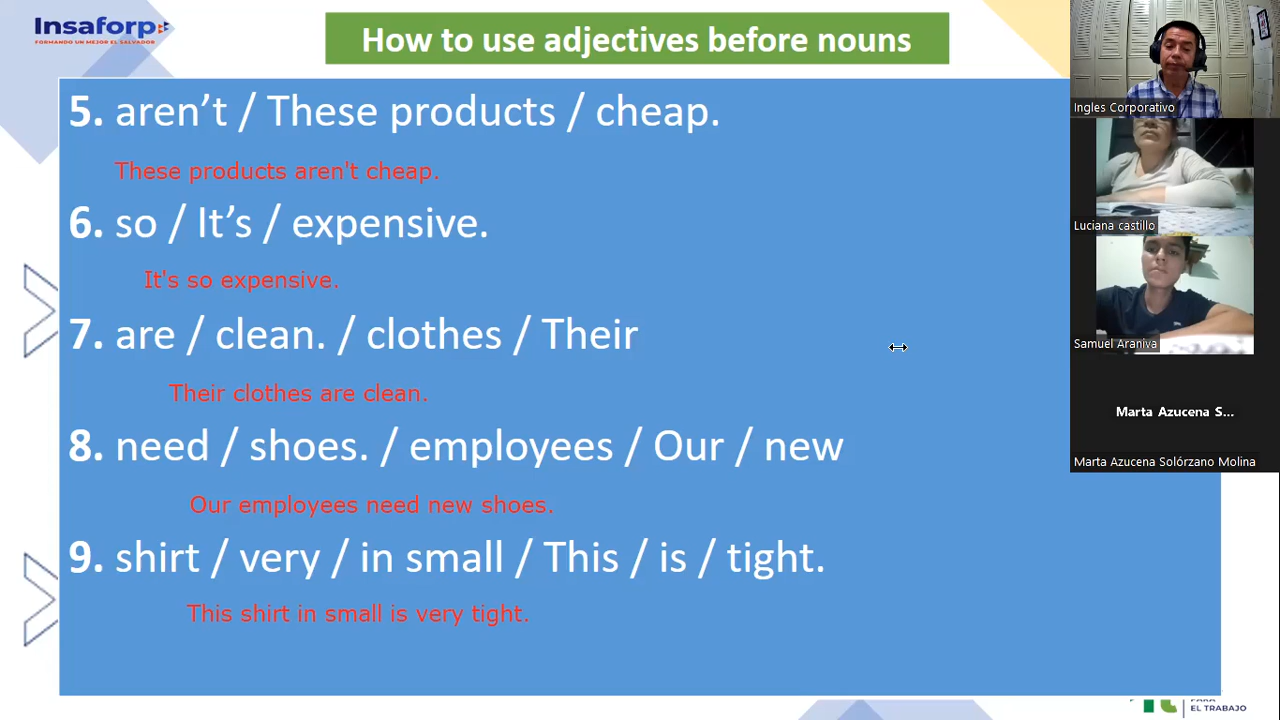 Insaforp
FORMANDO UN MEJOR EL SALVADOR
How to use adjectives before nouns
5. aren’t / These products / cheap.
These products aren't cheap.
6. so / It’s / expensive.
It's so expensive.
7. are / clean. / clothes / Their
Their clothes are clean.
8. need / shoes. / employees / Our / new
Our employees need new shoes.
9. shirt / very / in small / This / is / tight.
This shirt in small is very tight.
Ingles Corporativo
Luciana castillo
Samuel Araniva
Marta Azucena S...
Marta Azucena Solórzano Molina
EL TRABAJO